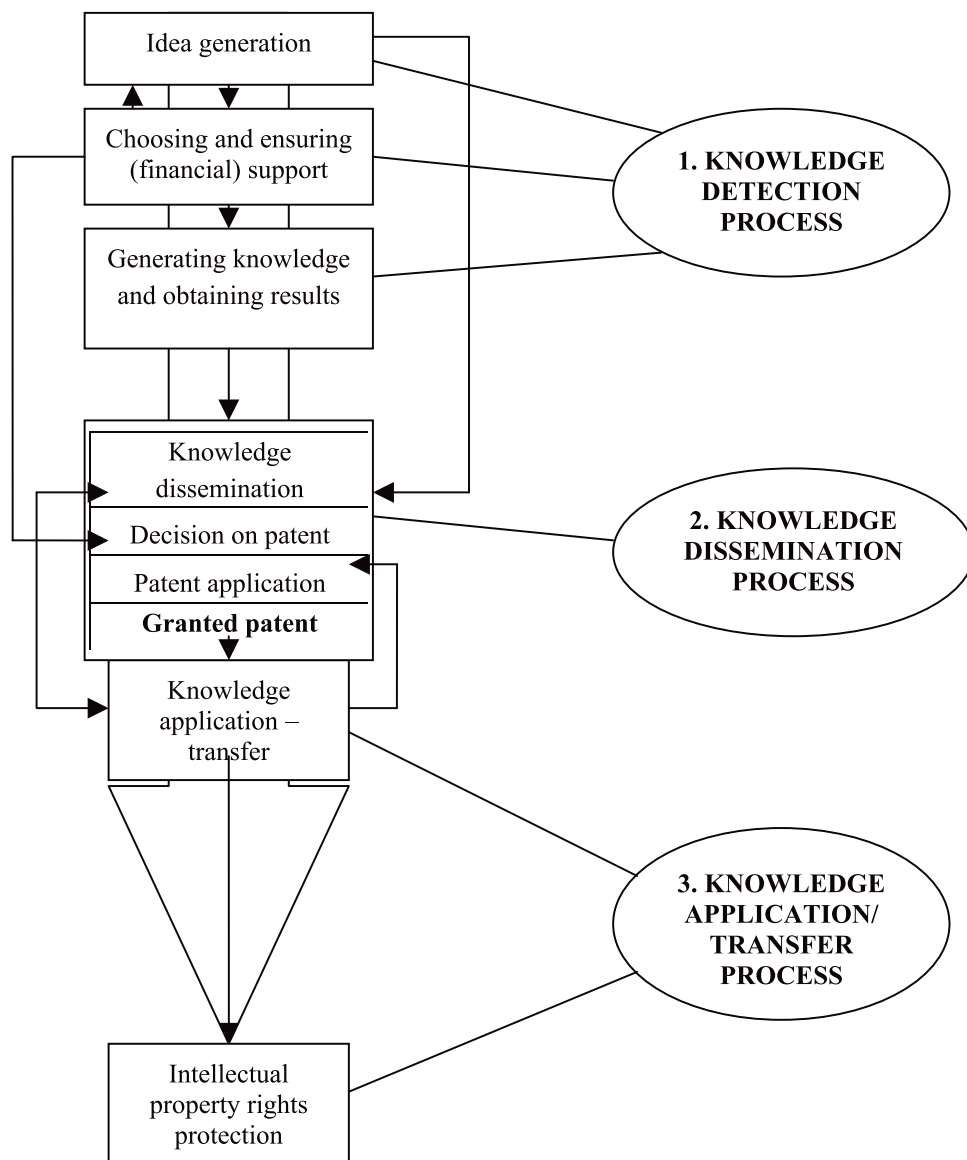 Idea generation
Choosing and ensuring
(financial) support
Generating knowledge
and obtaining results
Knowledge
dissemination
Decision on patent
Patent application
Granted patent
Knowledge
application –
transfer
Intellectual
property rights
protection
1. KNOWLEDGE
DETECTION
PROCESS
2. KNOWLEDGE
DISSEMINATION
PROCESS
3. KNOWLEDGE
APPLICATION/
TRANSFER
PROCESS